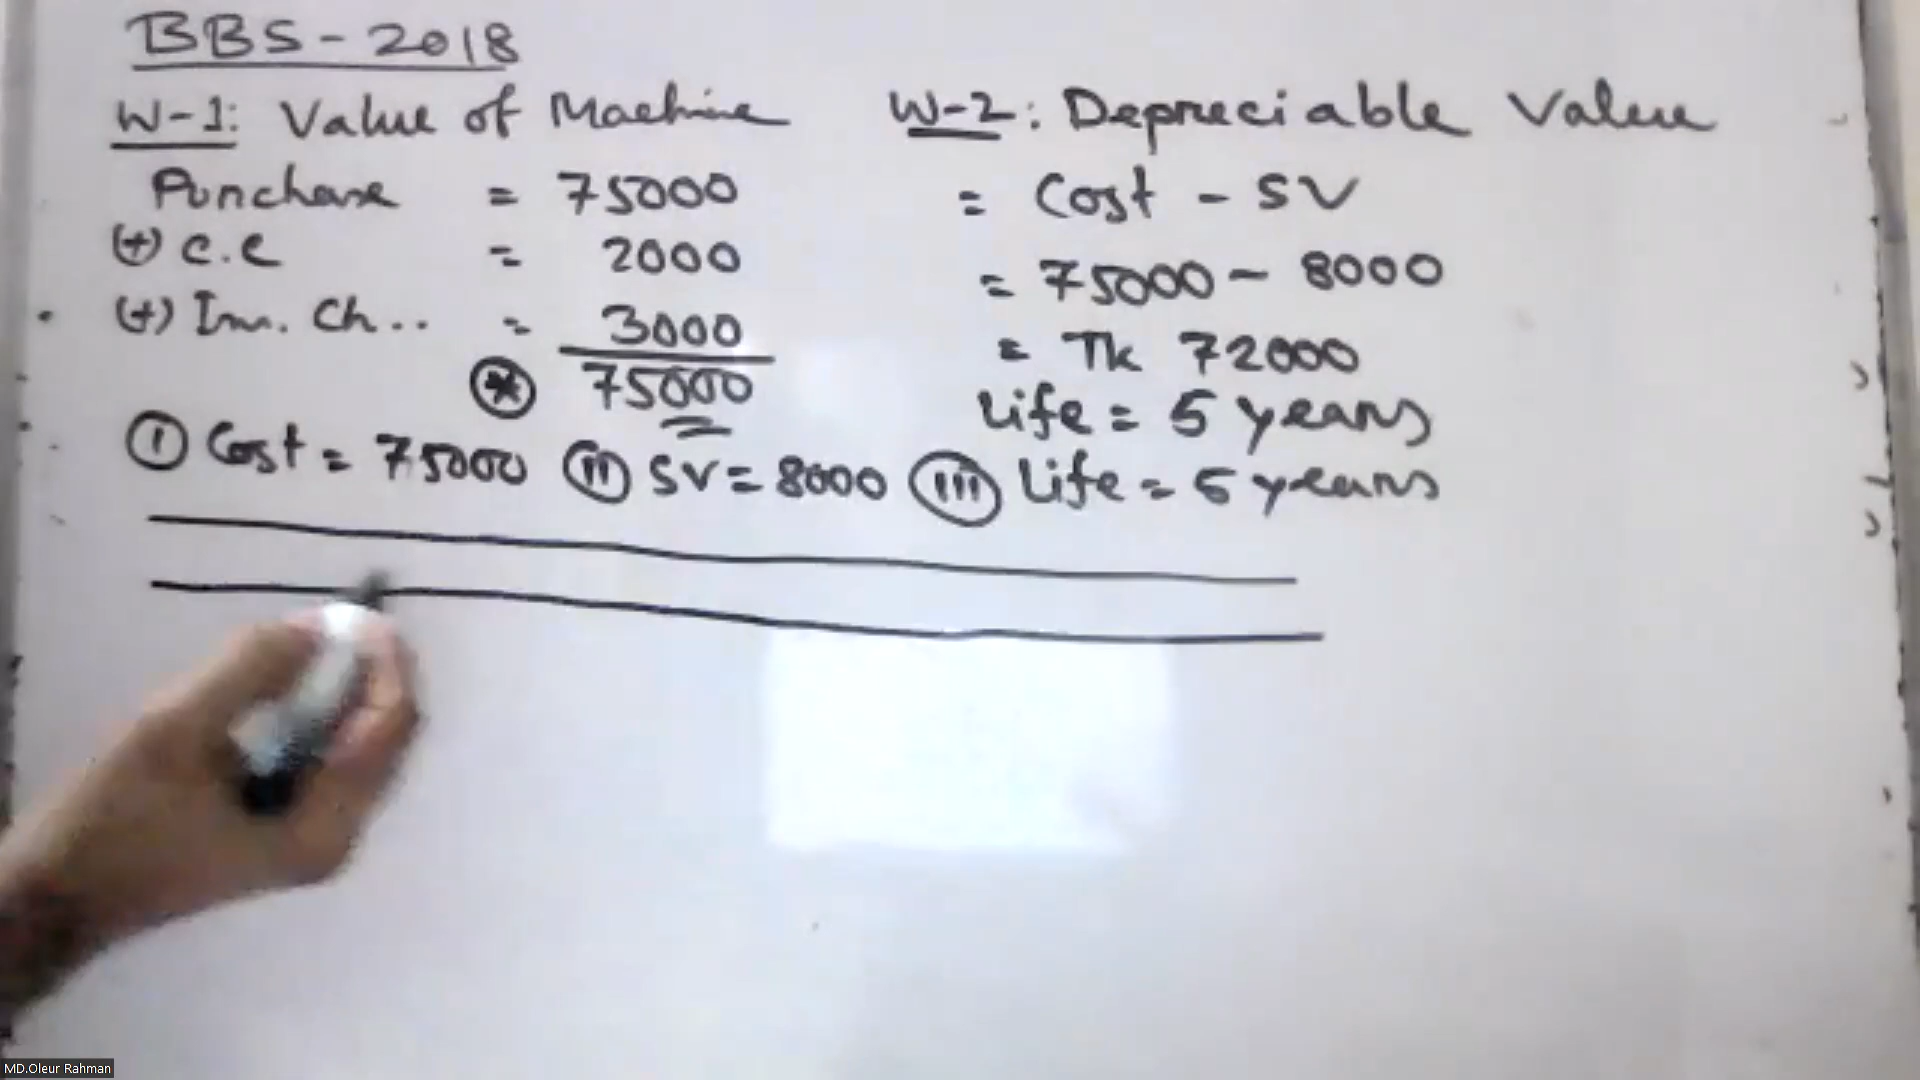 BBS-2018
W-1: Value of Machine
Purchase = 75000
(+) C.C = 2000
(+) Inn. Ch.. = 3000
* 75000
W-2: Depreciable Value
= Cost - SV
= 75000 - 8000
= Tk 72000
Life = 5 years
(i) Cost = 75000 (ii) SV = 8000 (iii) Life = 5 years
MD.Oleur Rahman